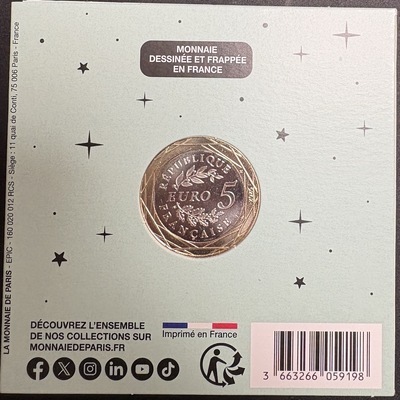 MONNAIE
DESSINÉE ET FRAPPÉE
EN FRANCE
LA MONNAIE DE PARIS - EPIC - 160 020 012 RCS - Siège : 11 quai de Conti, 75 006 Paris - France
RÉPUBLIQUE
EURO 5
FRANÇAISE
DÉCOUVREZ L'ENSEMBLE
DE NOS COLLECTIONS SUR
MONNAIEDEPARIS.FR
Imprimé en France
3 663266 059198